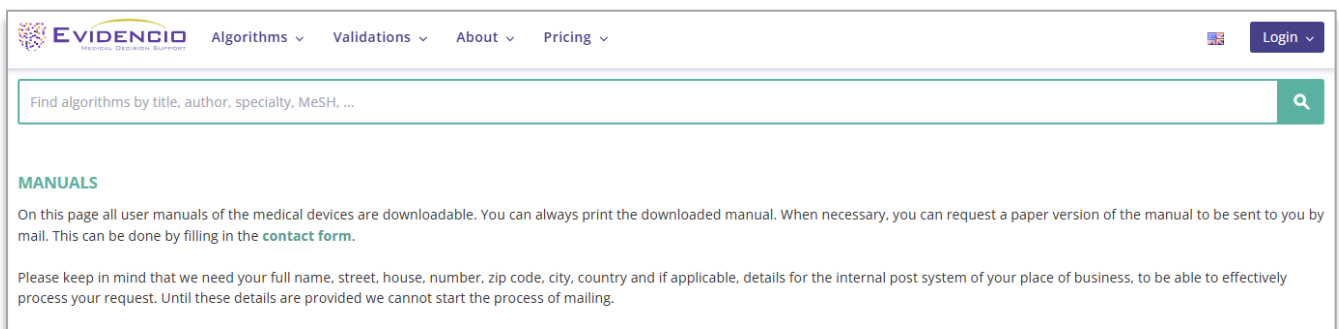 EVIDENCIO
MEDICAL DECISION SUPPORT
Algorithms Validations About Pricing Login
Find algorithms by title, author, specialty, MeSH, ...
MANUALS
On this page all user manuals of the medical devices are downloadable. You can always print the downloaded manual. When necessary, you can request a paper version of the manual to be sent to you by
mail. This can be done by filling in the contact form.
Please keep in mind that we need your full name, street, house, number, zip code, city, country and if applicable, details for the internal post system of your place of business, to be able to effectively
process your request. Until these details are provided we cannot start the process of mailing.